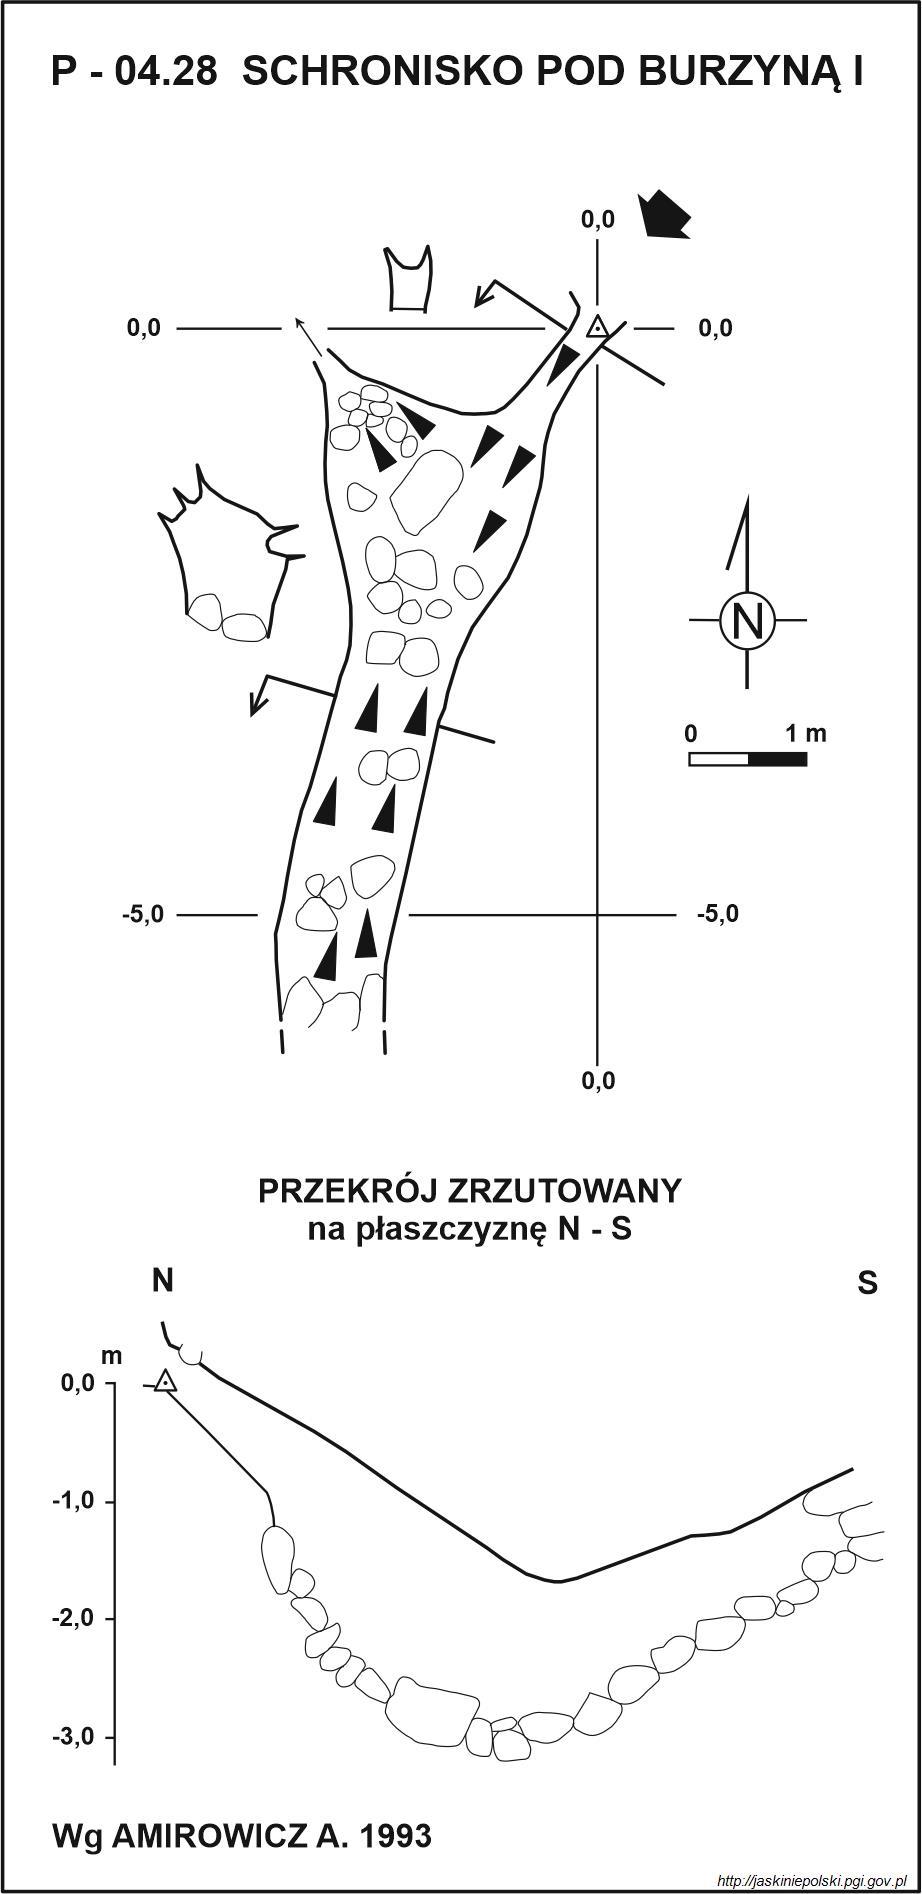 P - 04.28 SCHRONISKO POD BURZYNĄ I
0,0
0,0
0,0
N
0 1 m
-5,0
-5,0
0,0
PRZEKRÓJ ZRZUTOWANY
na płaszczyznę N - S
N
S
m
0,0
-1,0
-2,0
-3,0
Wg AMIROWICZ A. 1993
http://jaskiniepolski.pgi.gov.pl